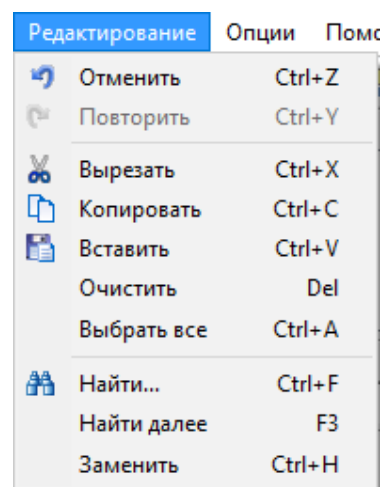 Редактирование Опции Помо
Отменить Ctrl+Z
Повторить Ctrl+Y
Вырезать Ctrl+X
Копировать Ctrl+C
Вставить Ctrl+V
Очистить Del
Выбрать все Ctrl+A
Найти... Ctrl+F
Найти далее F3
Заменить Ctrl+H